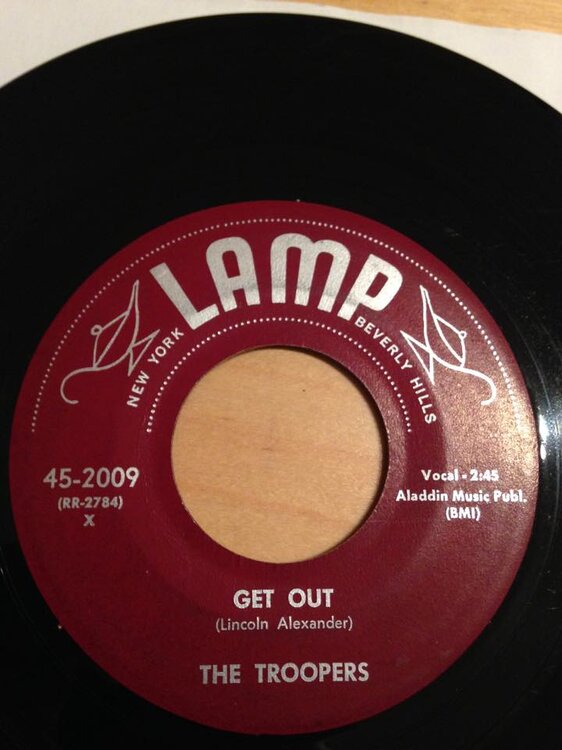 LAMP
NEW YORK
BEVERLY HILLS
45-2009
(RR-2784)
X
Vocal - 2:45
Aladdin Music Publ.
(BMI)
GET OUT
(Lincoln Alexander)
THE TROOPERS